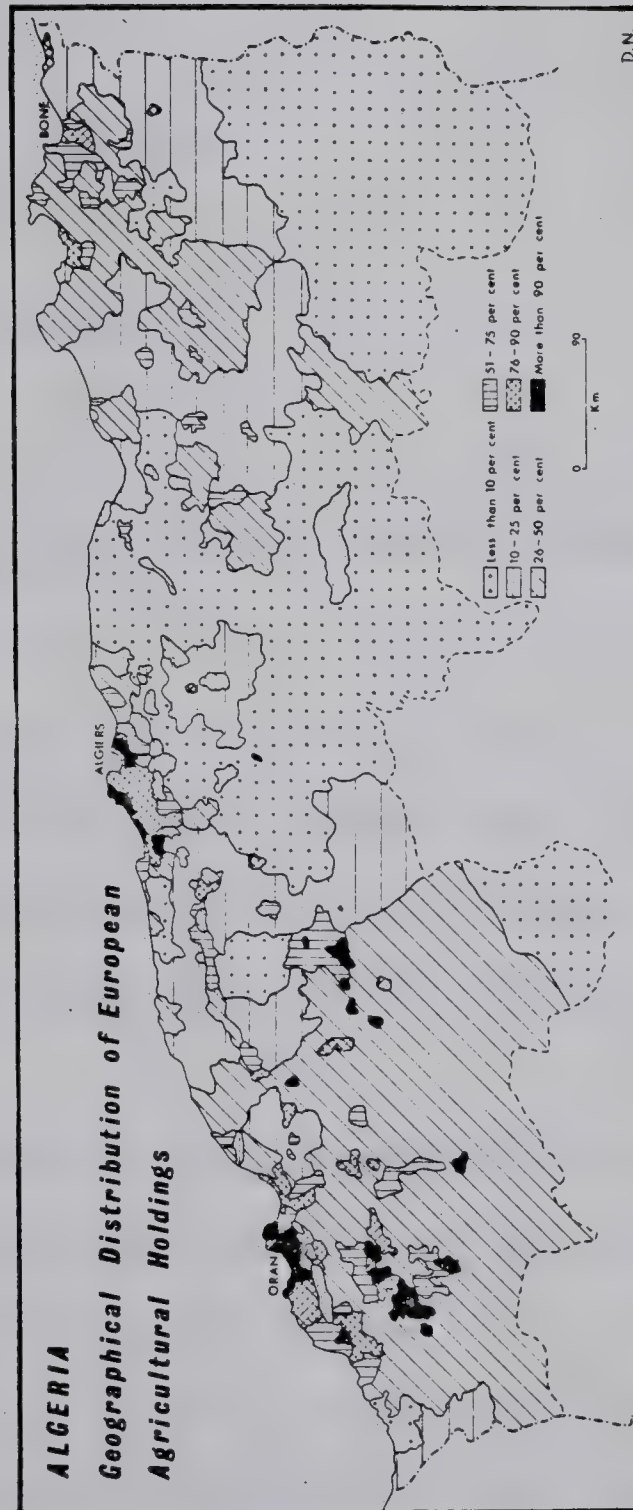 ALGERIA
Geographical Distribution of European
Agricultural Holdings
ORAN
ALGIERS
BONE
Less than 10 per cent
10-25 per cent
26-50 per cent
51-75 per cent
76-90 per cent
More than 90 per cent
0 90
Km
D.N.